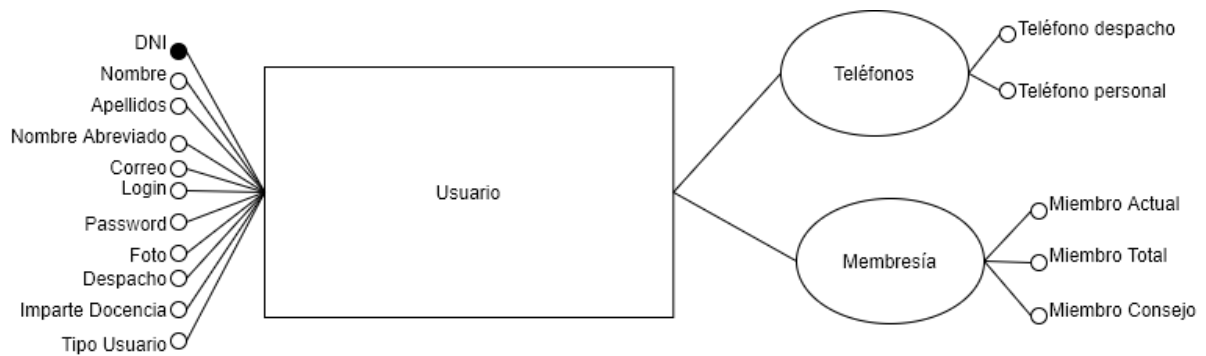 DNI
Nombre
Apellidos
Nombre Abreviado
Correo
Login
Password
Foto
Despacho
Imparte Docencia
Tipo Usuario
Usuario
Teléfonos
Teléfono despacho
Teléfono personal
Membresía
Miembro Actual
Miembro Total
Miembro Consejo